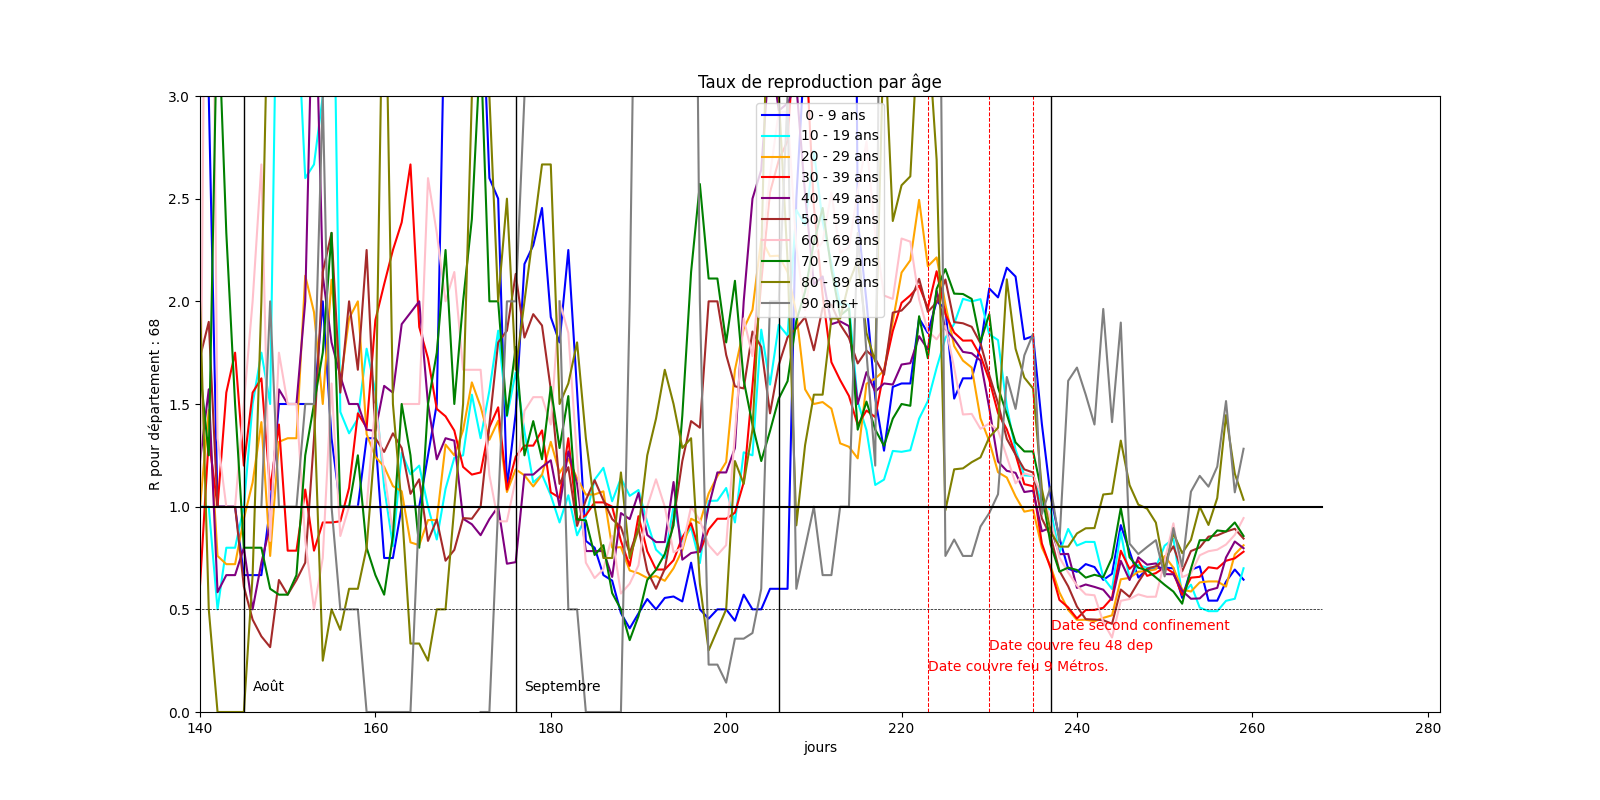 Taux de reproduction par âge
3.0
2.5
2.0
1.5
1.0
0.5
0.0
R pour département : 68
0 - 9 ans
10 - 19 ans
20 - 29 ans
30 - 39 ans
40 - 49 ans
50 - 59 ans
60 - 69 ans
70 - 79 ans
80 - 89 ans
90 ans+
Date second confinement
Date couvre feu 48 dep
Date couvre feu 9 Métros.
Août
Septembre
140
160
180
200
220
240
260
280
jours